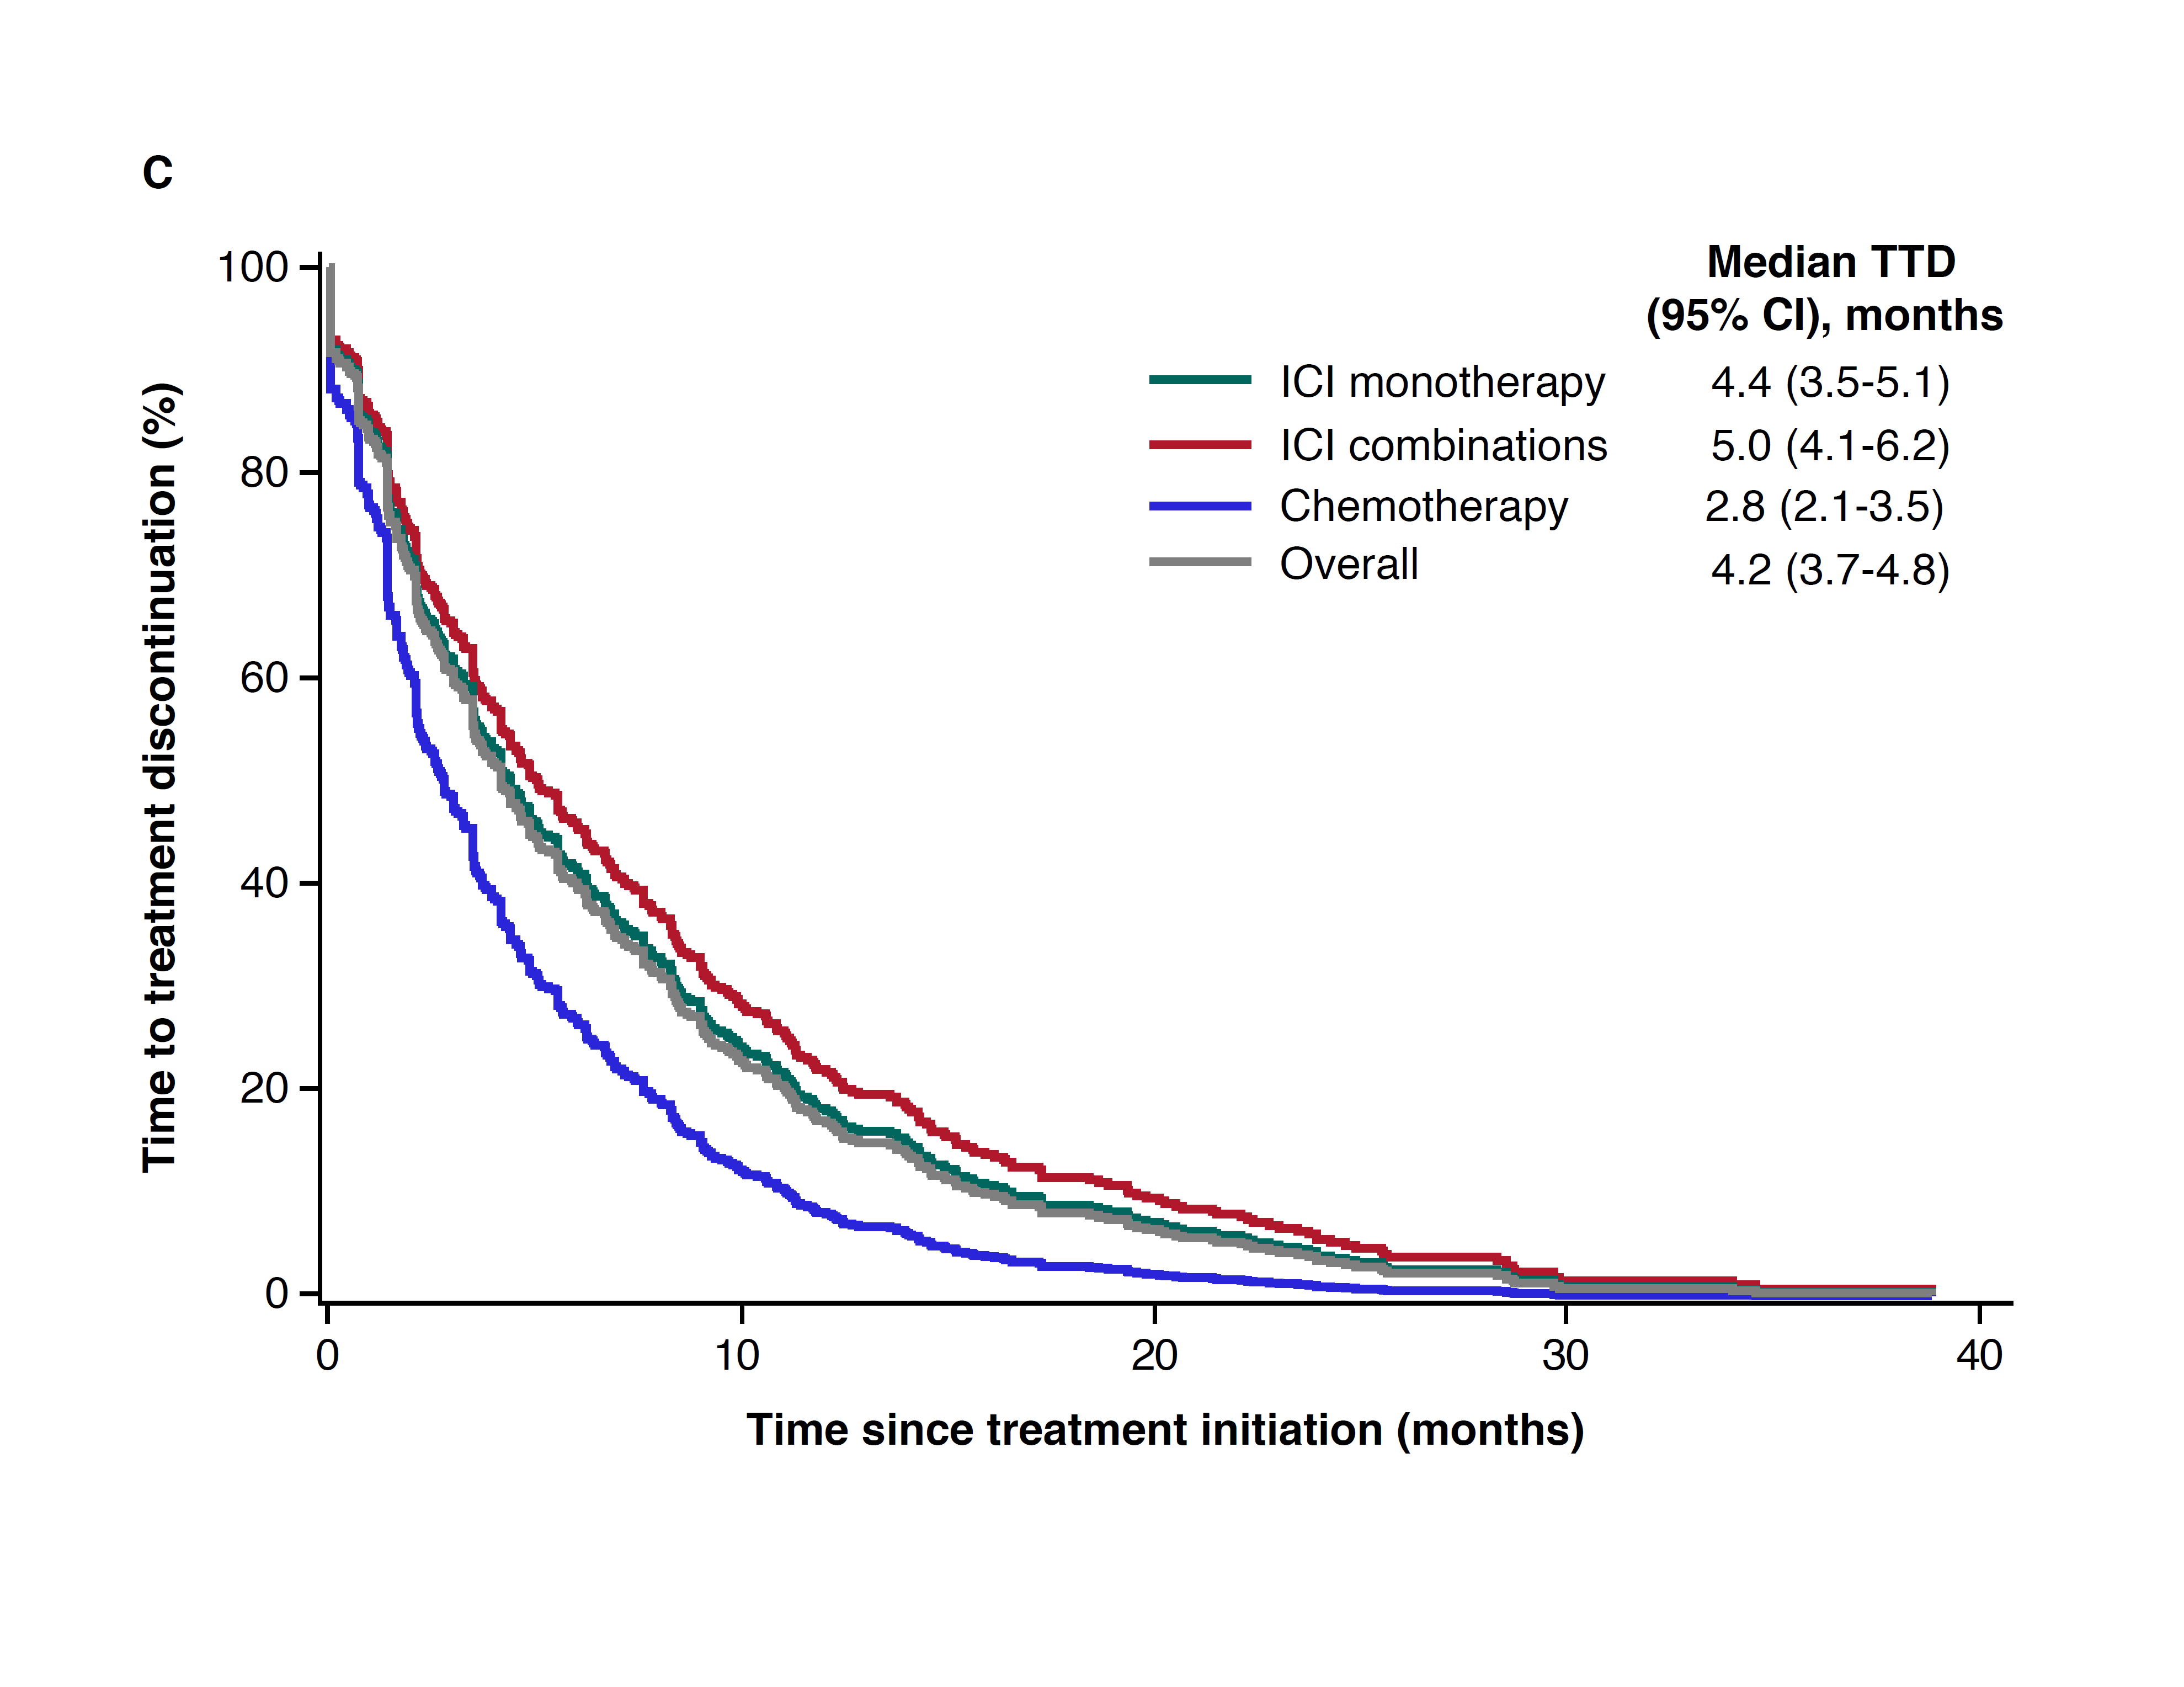 C
Median TTD
(95% CI), months
ICI monotherapy 4.4 (3.5-5.1)
ICI combinations 5.0 (4.1-6.2)
Chemotherapy 2.8 (2.1-3.5)
Overall 4.2 (3.7-4.8)
Time to treatment discontinuation (%)
100
80
60
40
20
0
0 10 20 30 40
Time since treatment initiation (months)